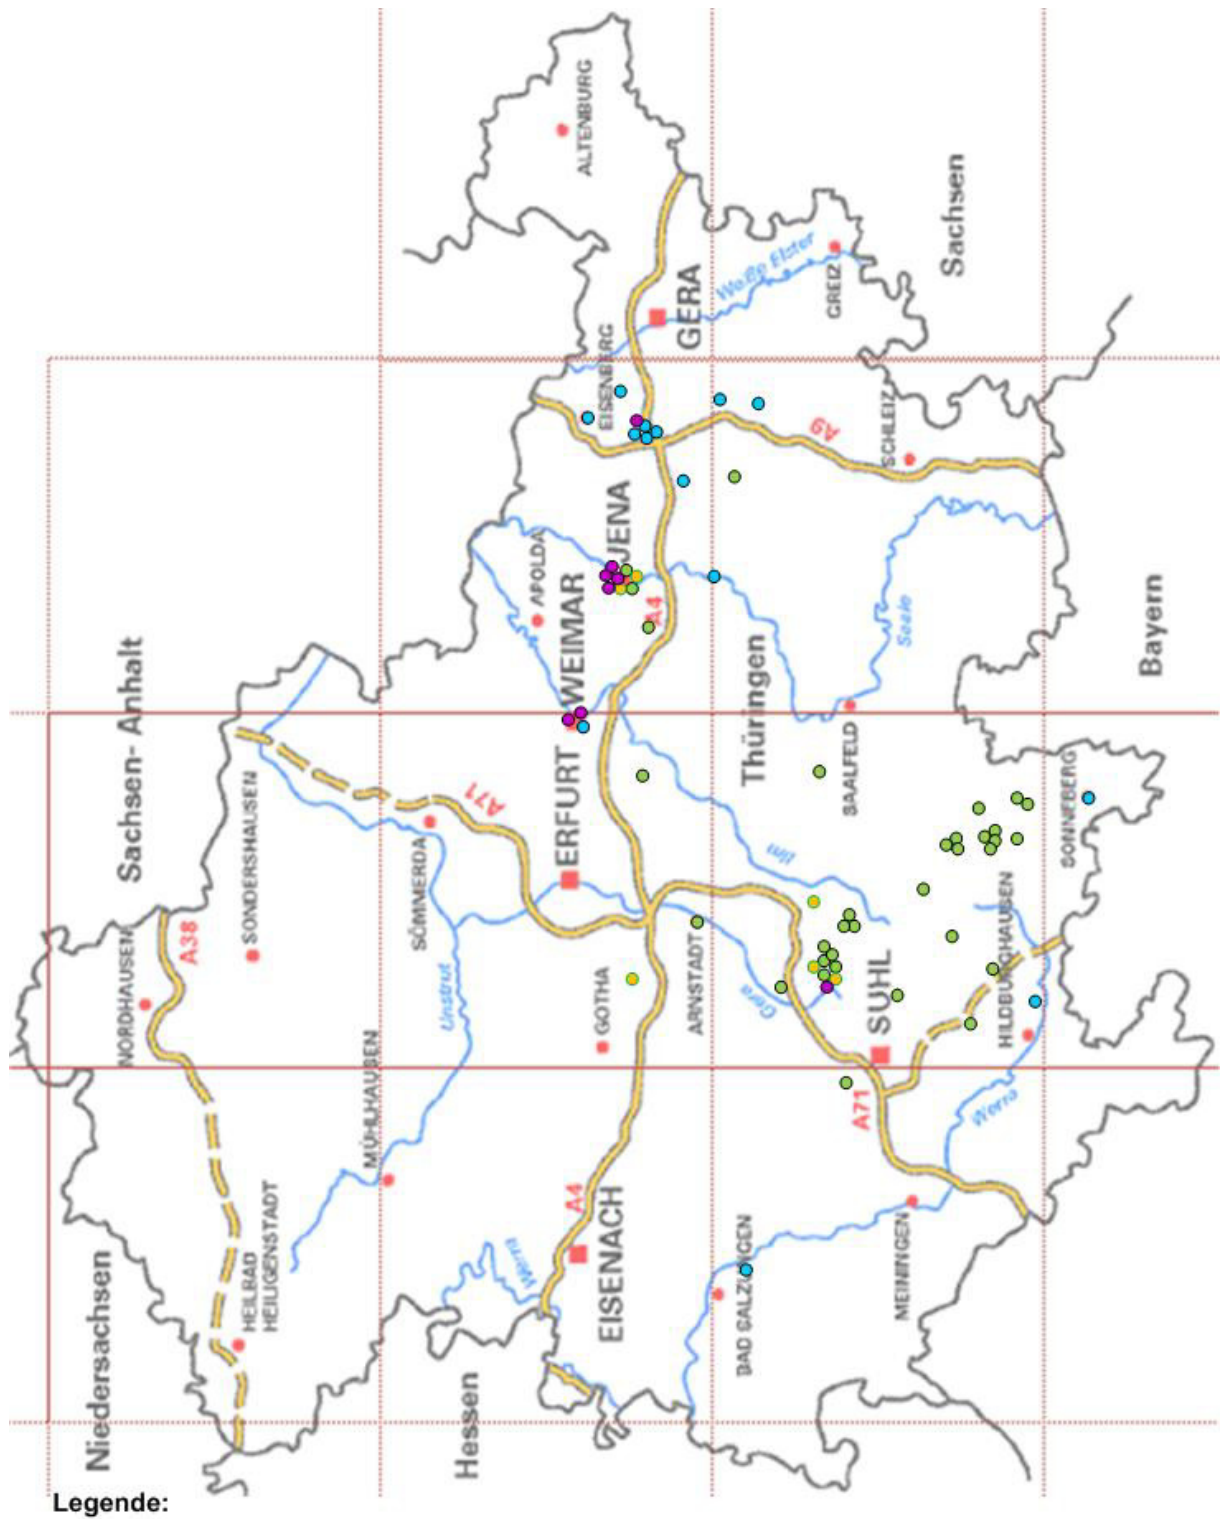 ALTENBURG
Sachsen
Weiße Elster
GREIZ
GERA
EISENBERG
SCHLEIZ
A9
JENA
APOLDA
A4
WEIMAR
Saale
Bayern
Thüringen
Sachsen-Anhalt
SAALFELD
SONNEBERG
ERFURT
A71
SONDERSHAUSEN
SÖMMERDA
Ilm
HILDBURGHAUSEN
NORDHAUSEN
A38
Unstrut
GOTHA
ARNSTADT
Gera
SUHL
MÜHLHAUSEN
A71
Werra
A4
EISENACH
HEILBAD
HEILIGENSTADT
Werra
BAD SALZUNGEN
MEININGEN
Niedersachsen
Hessen
Legende: